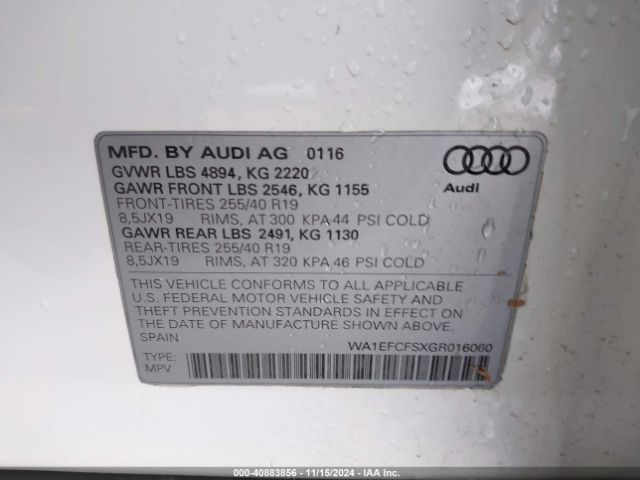 MFD. BY AUDI AG 0116
GVWR LBS 4894, KG 2220
GAWR FRONT LBS 2546, KG 1155
FRONT-TIRES 255/40 R19
8,5JX19 RIMS, AT 300 KPA 44 PSI COLD
GAWR REAR LBS 2491, KG 1130
REAR-TIRES 255/40 R19
8,5JX19 RIMS, AT 320 KPA 46 PSI COLD
Audi
THIS VEHICLE CONFORMS TO ALL APPLICABLE
U.S. FEDERAL MOTOR VEHICLE SAFETY AND
THEFT PREVENTION STANDARDS IN EFFECT ON
THE DATE OF MANUFACTURE SHOWN ABOVE.
SPAIN
WA1EFCFSXGR016060
TYPE:
MPV
000-40883856 - 11/15/2024 - IAA Inc. Copyright